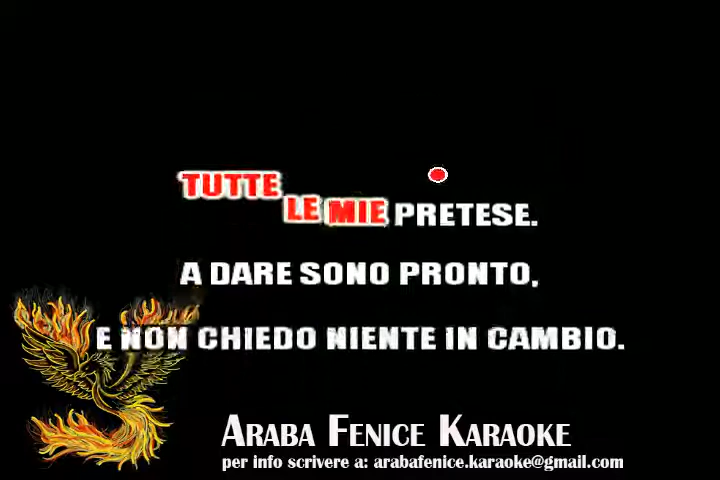 TUTTE LE MIE PRETESE.
A DARE SONO PRONTO,
E NON CHIEDO NIENTE IN CAMBIO.
ARABA FENICE KARAOKE
per info scrivere a: arabafenice.karaoke@gmail.com